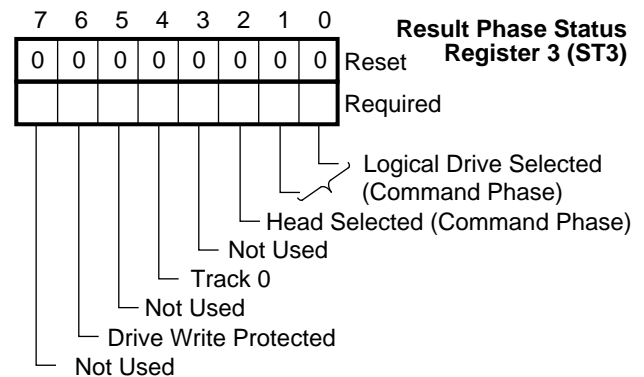 7 6 5 4 3 2 1 0
Result Phase Status
Register 3 (ST3)
0 0 0 0 0 0 0 0 Reset
Required
Logical Drive Selected
(Command Phase)
Head Selected (Command Phase)
Not Used
Track 0
Not Used
Drive Write Protected
Not Used